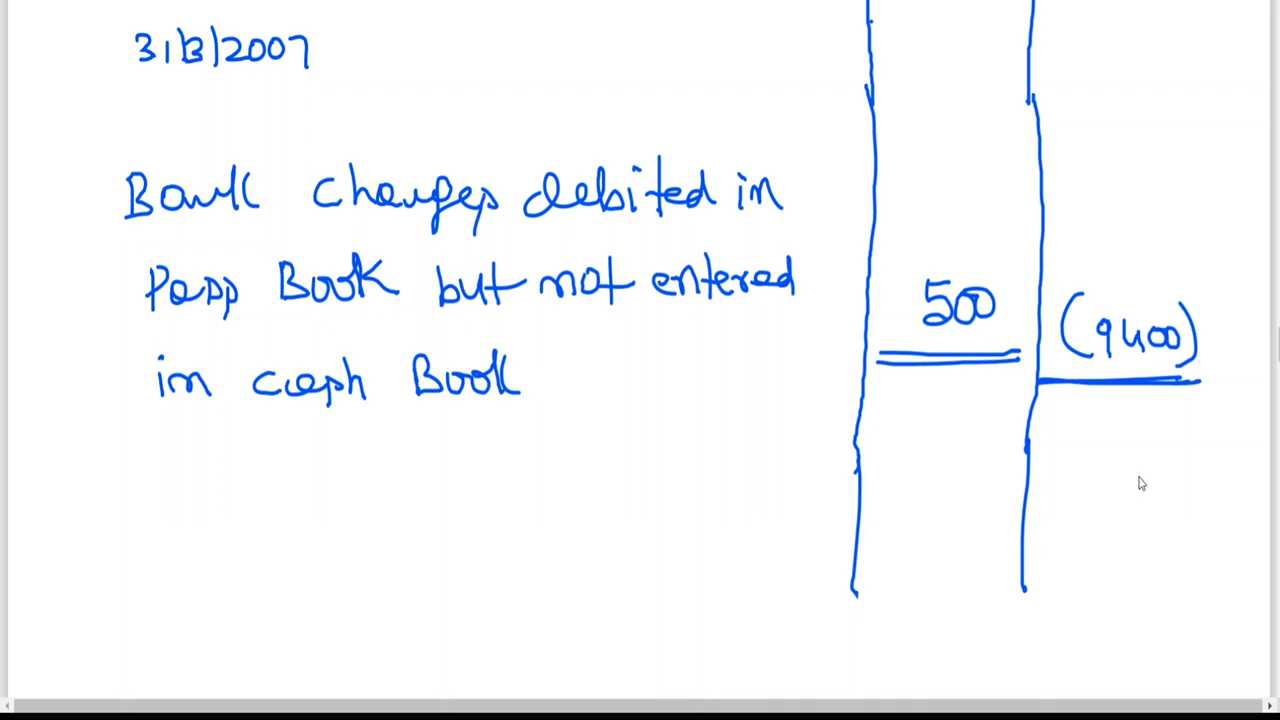 31/3/2007
Bank charges debited in
Pass Book but not entered
500
(9400)
in cash Book